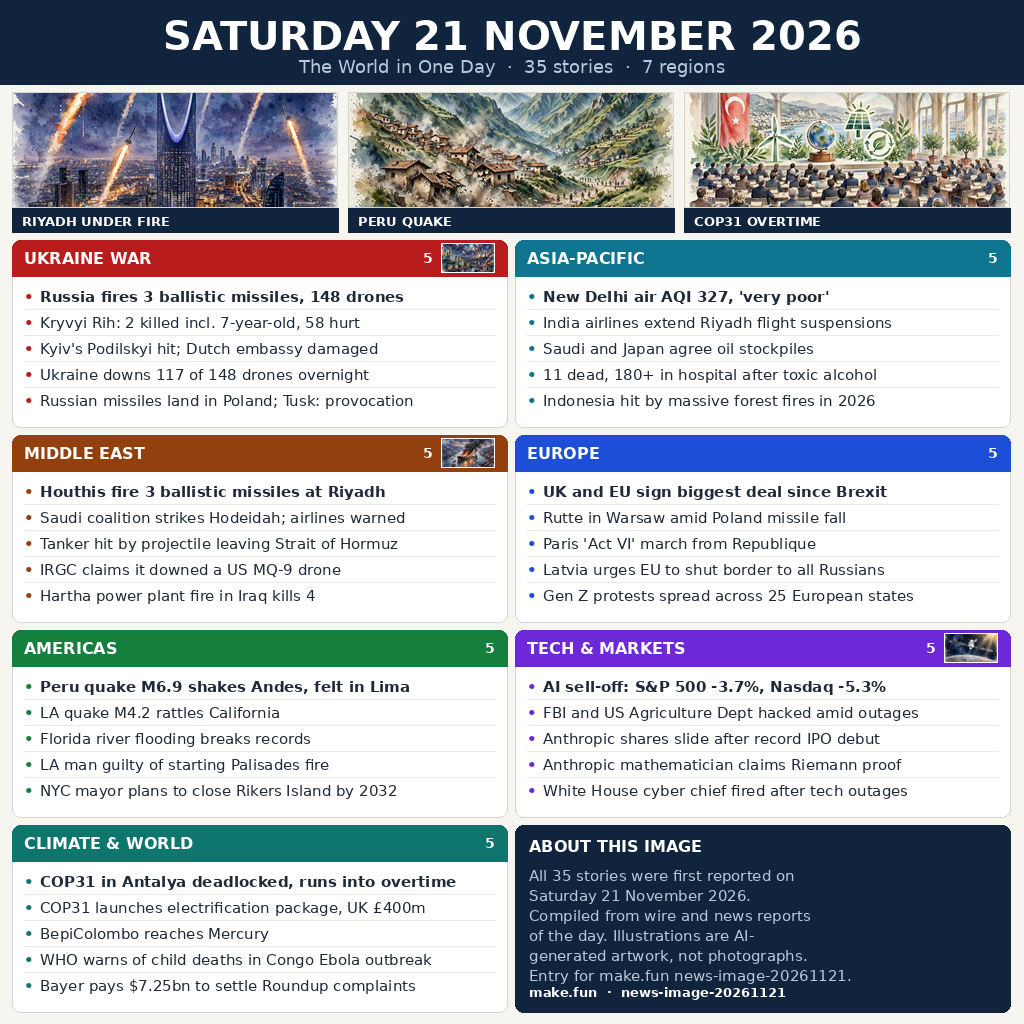 SATURDAY 21 NOVEMBER 2026
The World in One Day · 35 stories · 7 regions
RIYADH UNDER FIRE
PERU QUAKE
COP31 OVERTIME
UKRAINE WAR 5
• Russia fires 3 ballistic missiles, 148 drones
• Kryvyi Rih: 2 killed incl. 7-year-old, 58 hurt
• Kyiv's Podilskyi hit; Dutch embassy damaged
• Ukraine downs 117 of 148 drones overnight
• Russian missiles land in Poland; Tusk: provocation
ASIA-PACIFIC 5
• New Delhi air AQI 327, 'very poor'
• India airlines extend Riyadh flight suspensions
• Saudi and Japan agree oil stockpiles
• 11 dead, 180+ in hospital after toxic alcohol
• Indonesia hit by massive forest fires in 2026
MIDDLE EAST 5
• Houthis fire 3 ballistic missiles at Riyadh
• Saudi coalition strikes Hodeidah; airlines warned
• Tanker hit by projectile leaving Strait of Hormuz
• IRGC claims it downed a US MQ-9 drone
• Hartha power plant fire in Iraq kills 4
EUROPE 5
• UK and EU sign biggest deal since Brexit
• Rutte in Warsaw amid Poland missile fall
• Paris 'Act VI' march from Republique
• Latvia urges EU to shut border to all Russians
• Gen Z protests spread across 25 European states
AMERICAS 5
• Peru quake M6.9 shakes Andes, felt in Lima
• LA quake M4.2 rattles California
• Florida river flooding breaks records
• LA man guilty of starting Palisades fire
• NYC mayor plans to close Rikers Island by 2032
TECH & MARKETS 5
• AI sell-off: S&P 500 -3.7%, Nasdaq -5.3%
• FBI and US Agriculture Dept hacked amid outages
• Anthropic shares slide after record IPO debut
• Anthropic mathematician claims Riemann proof
• White House cyber chief fired after tech outages
CLIMATE & WORLD 5
• COP31 in Antalya deadlocked, runs into overtime
• COP31 launches electrification package, UK £400m
• BepiColombo reaches Mercury
• WHO warns of child deaths in Congo Ebola outbreak
• Bayer pays $7.25bn to settle Roundup complaints
ABOUT THIS IMAGE
All 35 stories were first reported on
Saturday 21 November 2026.
Compiled from wire and news reports
of the day. Illustrations are AI-
generated artwork, not photographs.
Entry for make.fun news-image-20261121.
make.fun · news-image-20261121